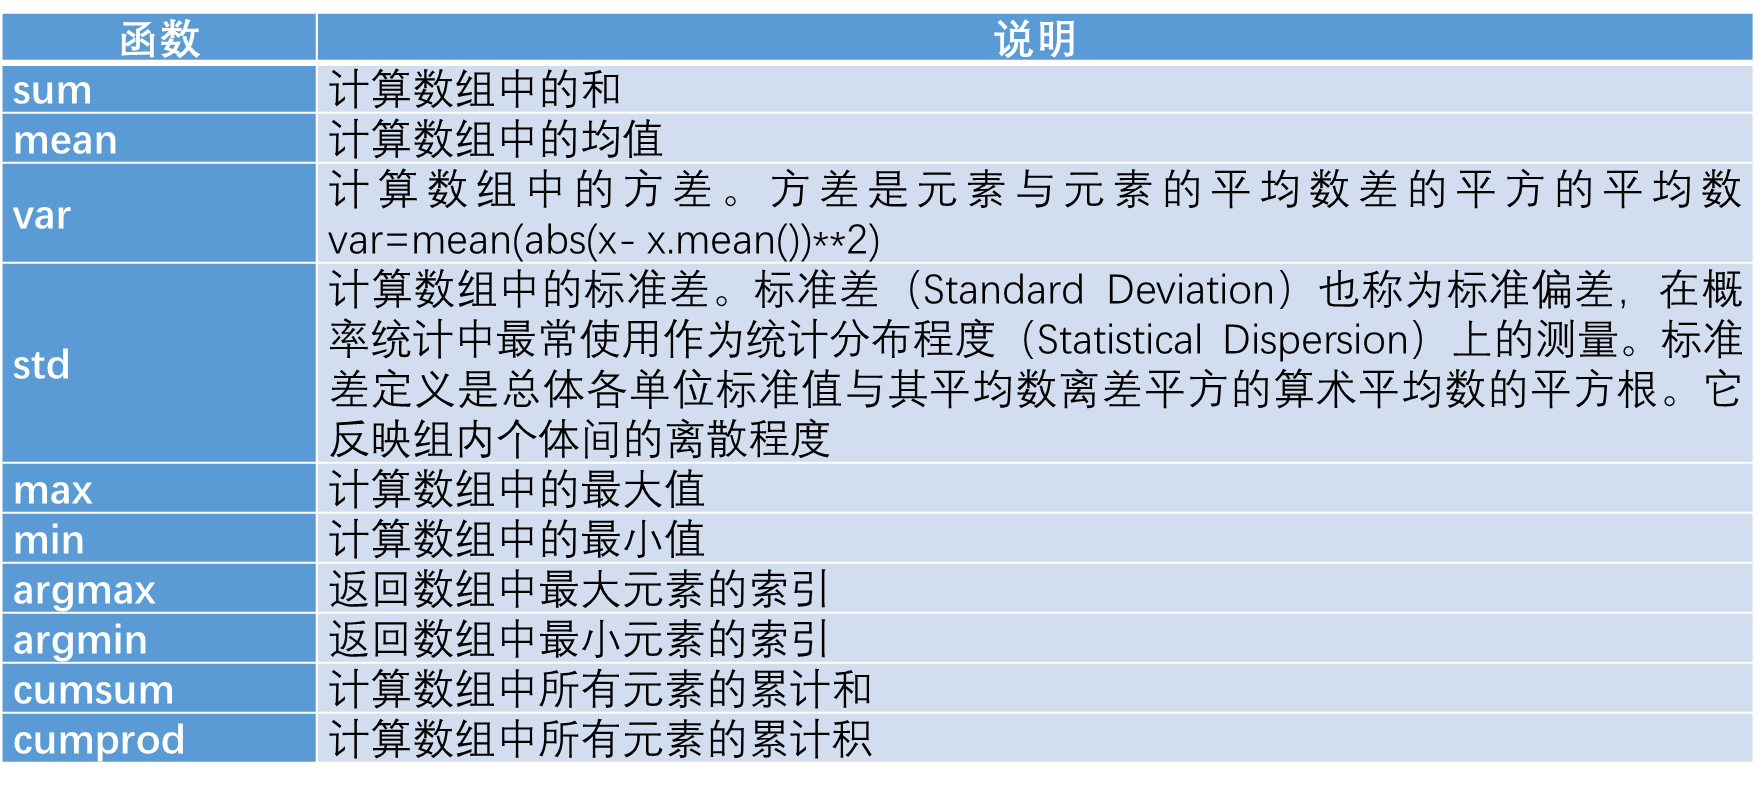 函数 说明
sum 计算数组中的和
mean 计算数组中的均值
var 计算数组中的方差。方差是元素与元素的平均数差的平方的平均数
var=mean(abs(x- x.mean())**2)
std 计算数组中的标准差。标准差（Standard Deviation）也称为标准偏差，在概
率统计中最常使用作为统计分布程度（Statistical Dispersion）上的测量。标准
差定义是总体各单位标准值与其平均数离差平方的算术平均数的平方根。它
反映组内个体间的离散程度
max 计算数组中的最大值
min 计算数组中的最小值
argmax 返回数组中最大元素的索引
argmin 返回数组中最小元素的索引
cumsum 计算数组中所有元素的累计和
cumprod 计算数组中所有元素的累计积